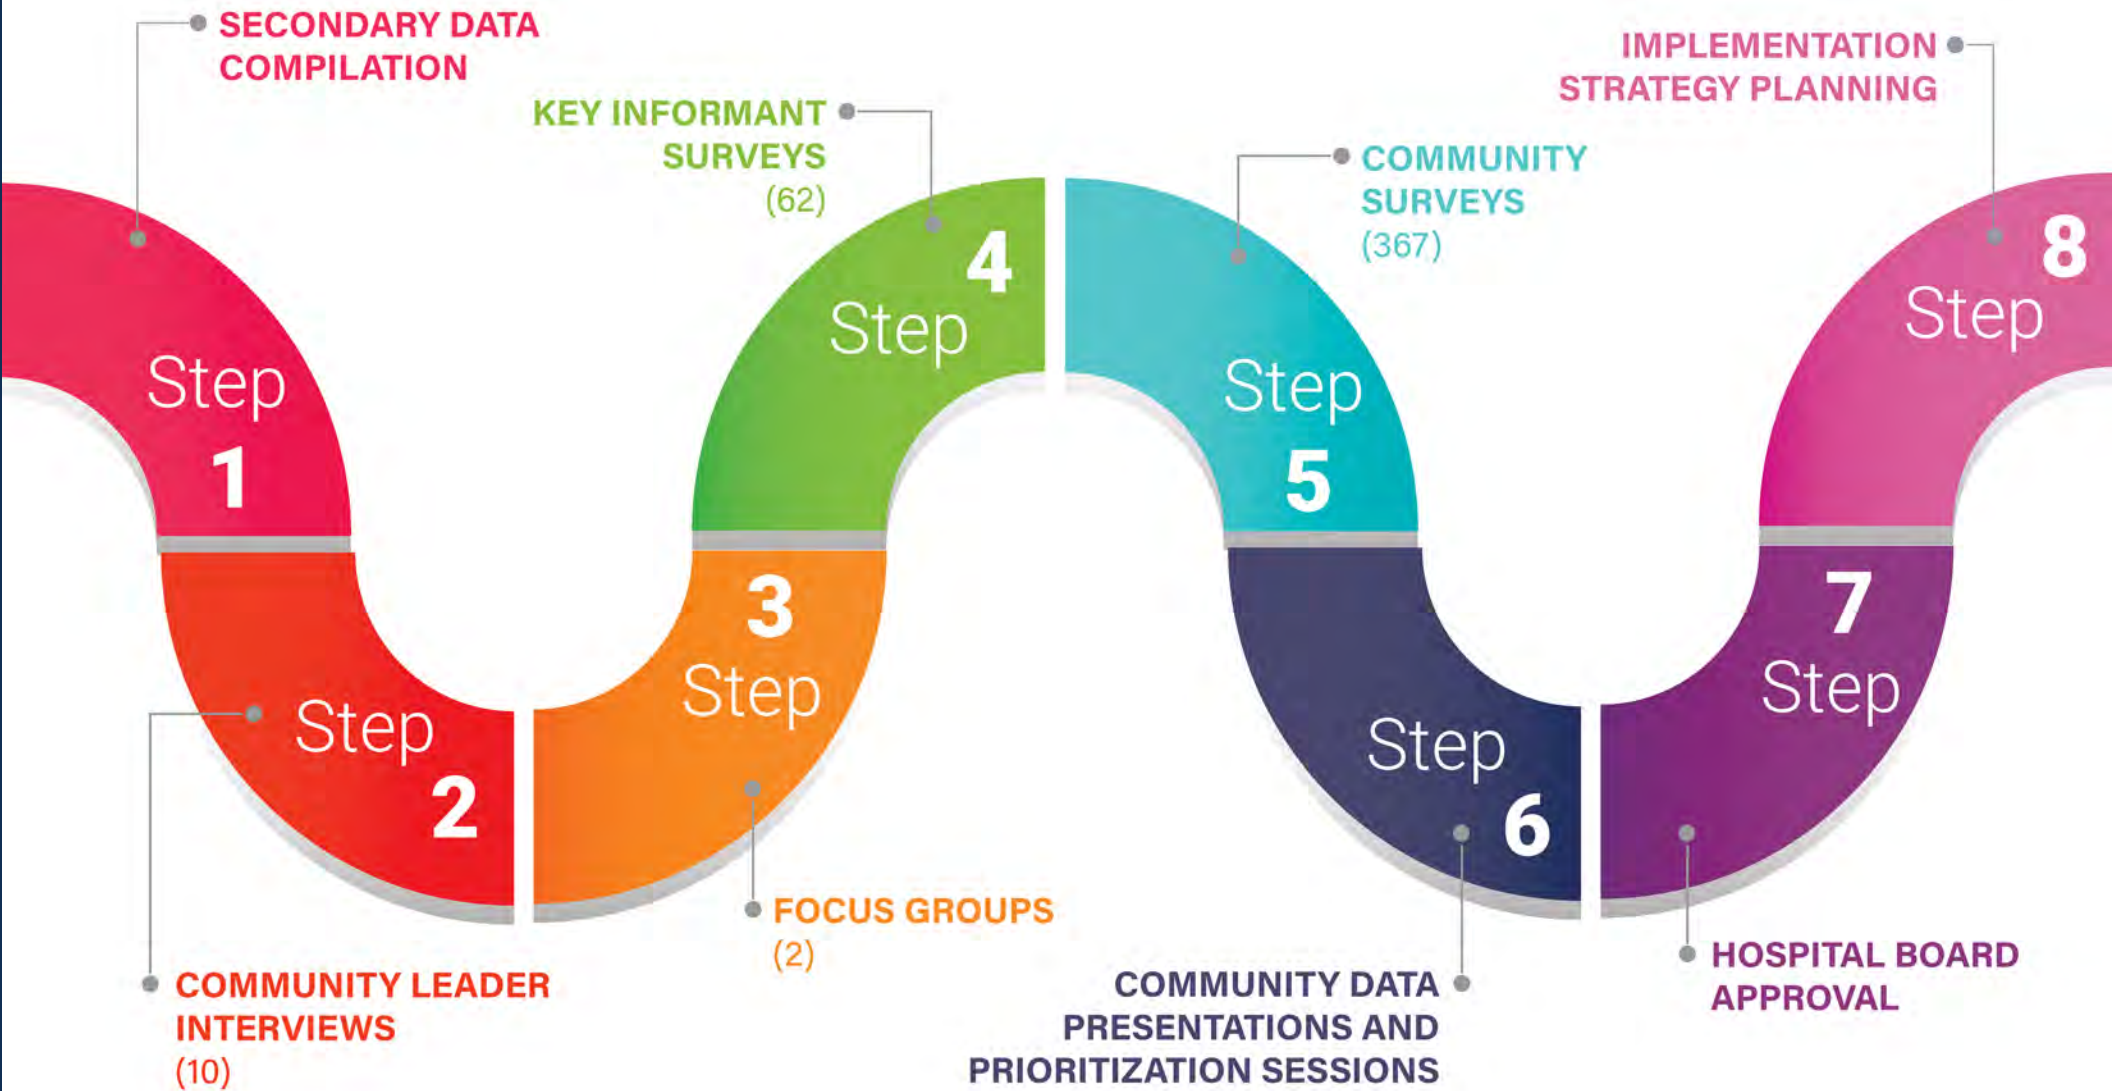 SECONDARY DATA
COMPILATION
Step
1
COMMUNITY LEADER
INTERVIEWS
(10)
Step
2
FOCUS GROUPS
(2)
3
Step
KEY INFORMANT
SURVEYS
(62)
4
Step
COMMUNITY
SURVEYS
(367)
Step
5
COMMUNITY DATA
PRESENTATIONS AND
PRIORITIZATION SESSIONS
Step
6
HOSPITAL BOARD
APPROVAL
7
Step
IMPLEMENTATION
STRATEGY PLANNING
8
Step